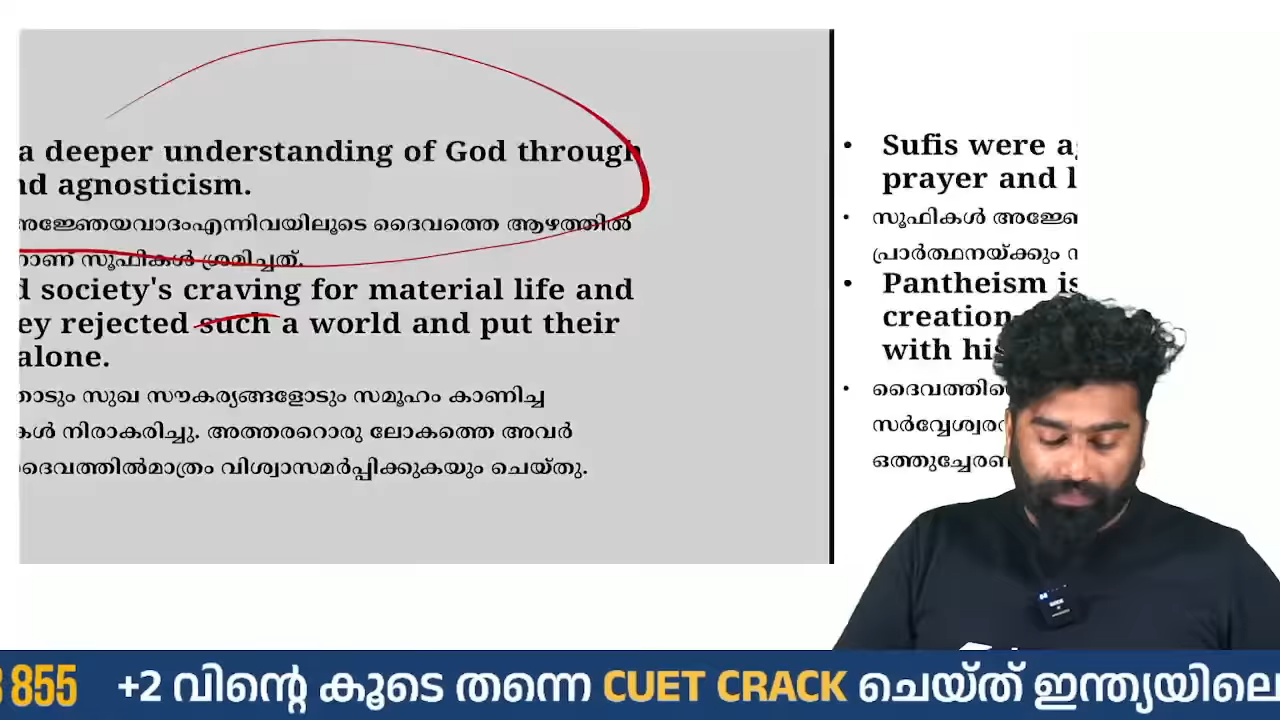 a deeper understanding of God through
nd agnosticism.
അജ്ഞേയവാദംഎന്നിവയിലൂടെ ദൈവത്തെ ആഴത്തിൽ
നാണ് സൂഫികൾ ശ്രമിച്ചത്.
d society's craving for material life and
ey rejected such a world and put their
alone.
തോടും സുഖ സൗകര്യങ്ങളോടും സമൂഹം കാണിച്ച
കൾ നിരാകരിച്ചു. അത്തരറൊരു ലോകത്തെ അവർ
ദൈവത്തിൽമാത്രം വിശ്വാസമർപ്പിക്കുകയും ചെയ്തു.
• Sufis were ag
prayer and l
• സൂഫികൾ അജ്ഞേ
പ്രാർത്ഥനയ്ക്കും
• Pantheism is
creation
with his
• ദൈവത്തി
സർവ്വേശ്വര
ഒത്തുച്ചേര
8 855 +2 വിന്റെ കൂടെ തന്നെ CUET CRACK ചെയ്ത് ഇന്ത്യയിലെ